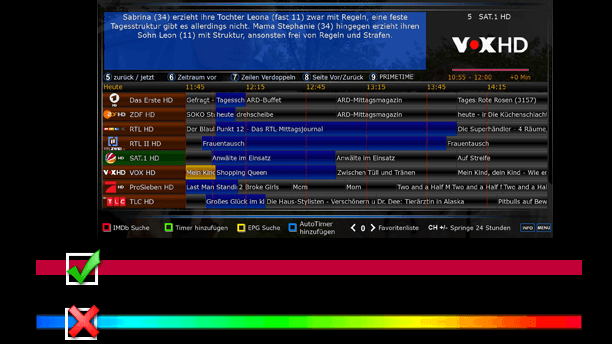 Sabrina (34) erzieht ihre Tochter Leona (fast 11) zwar mit Regeln, eine feste
Tagesstruktur gibt es allerdings nicht. Mama Stephanie (34) hingegen erzieht ihren
Sohn Leon (11) mit Struktur, ansonsten frei von Regeln und Strafen.
5 SAT.1 HD
VOXHD
5 zurück / jetzt 6 Zeitraum vor 7 Zeilen Verdoppeln 8 Seite Vor/Zurück 9 PRIMETIME 10:55 - 12:00 +0 Min
Heute 11:45 12:15 12:45 13:15 13:45 14:15
Das Erste HD Gefragt - Tagessch ARD-Buffet ARD-Mittagsmagazin Tages Rote Rosen (3157)
ZDF HD SOKO St heute drehscheibe ARD-Mittagsmagazin heute - ir Die Küchenschlacht
RTL HD Der Blaul Punkt 12 - Das RTL-Mittagsjournal Die Superhändler - 4 Räume,
RTL II HD Frauentausch Frauentausch
SAT.1 HD Anwälte im Einsatz Anwälte im Einsatz Auf Streife
VOX HD Mein Kind Shopping Queen Zwischen Tüll und Tränen Mein Kind, dein Kind - Wie er
ProSieben HD Last Man Standi 2 Broke Girls Mom Mom Two and a Half M Two and a Half f Two and a Hal
TLC HD Großes Glück im kl Die Haus-Stylisten - Verschönern u Dr. Dee: Tierärztin in Alaska Pitbulls auf Bew
IMDb Suche Timer hinzufügen EPG Suche AutoTimer hinzufügen 0 Favoritenliste CH +/- Springe 24 Stunden INFO MENU